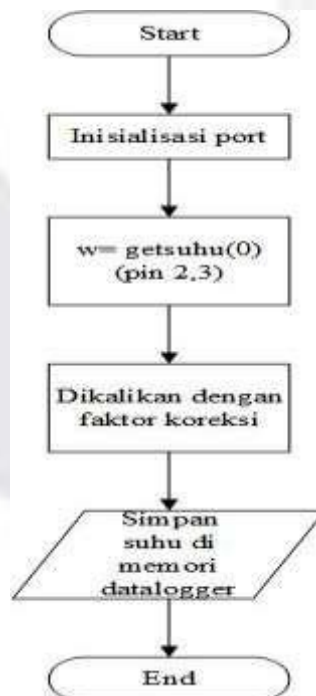 Start
Inisialisasi port
w= getsuhu(0)
(pin 2,3)
Dikalikan dengan
faktor koreksi
Simpan
suhu di
memori
datalogger
End